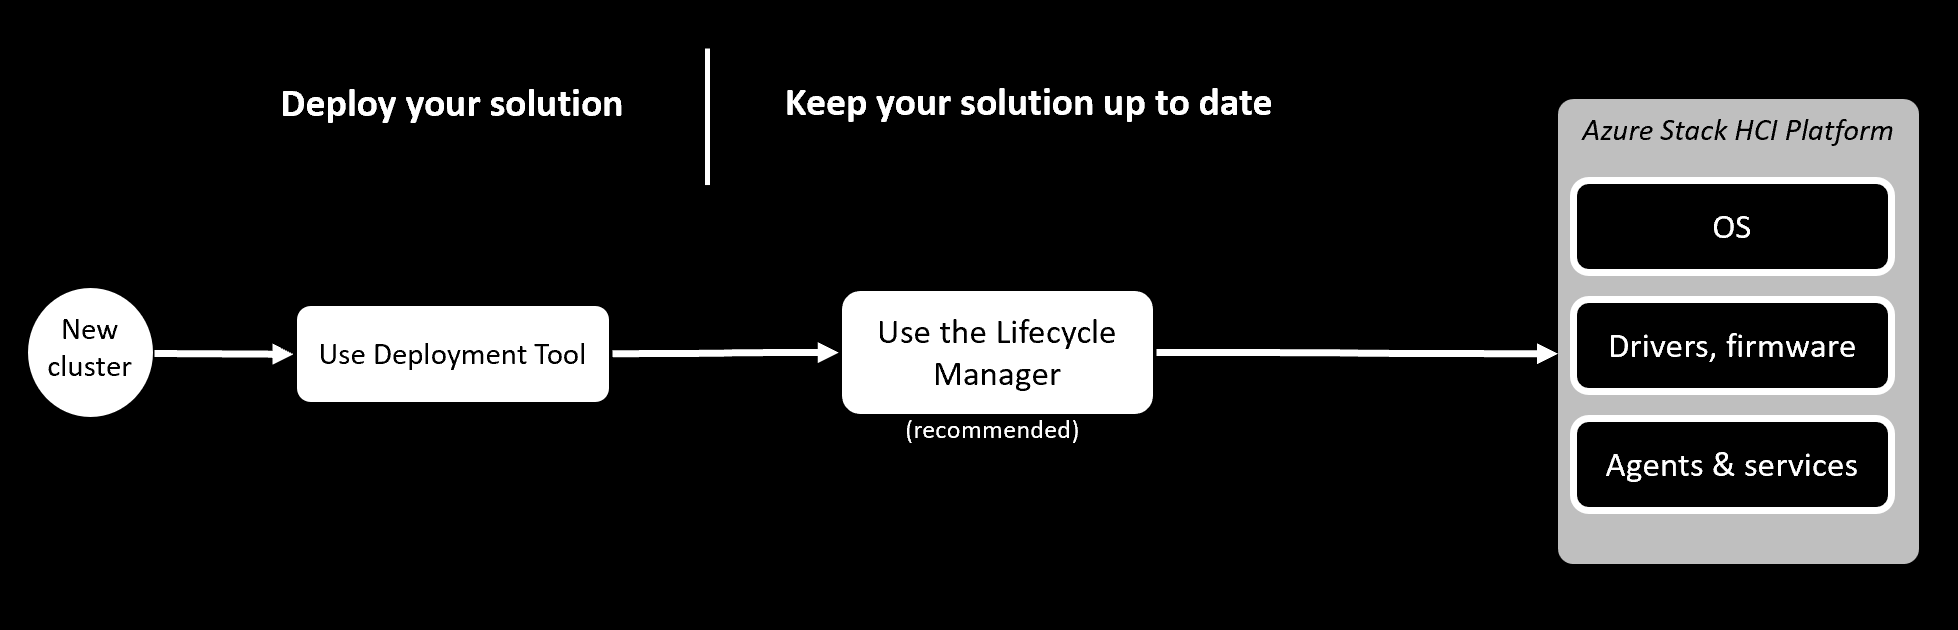 Deploy your solution
Keep your solution up to date
Azure Stack HCI Platform
OS
New
cluster
Use Deployment Tool
Use the Lifecycle
Manager
(recommended)
Drivers, firmware
Agents & services